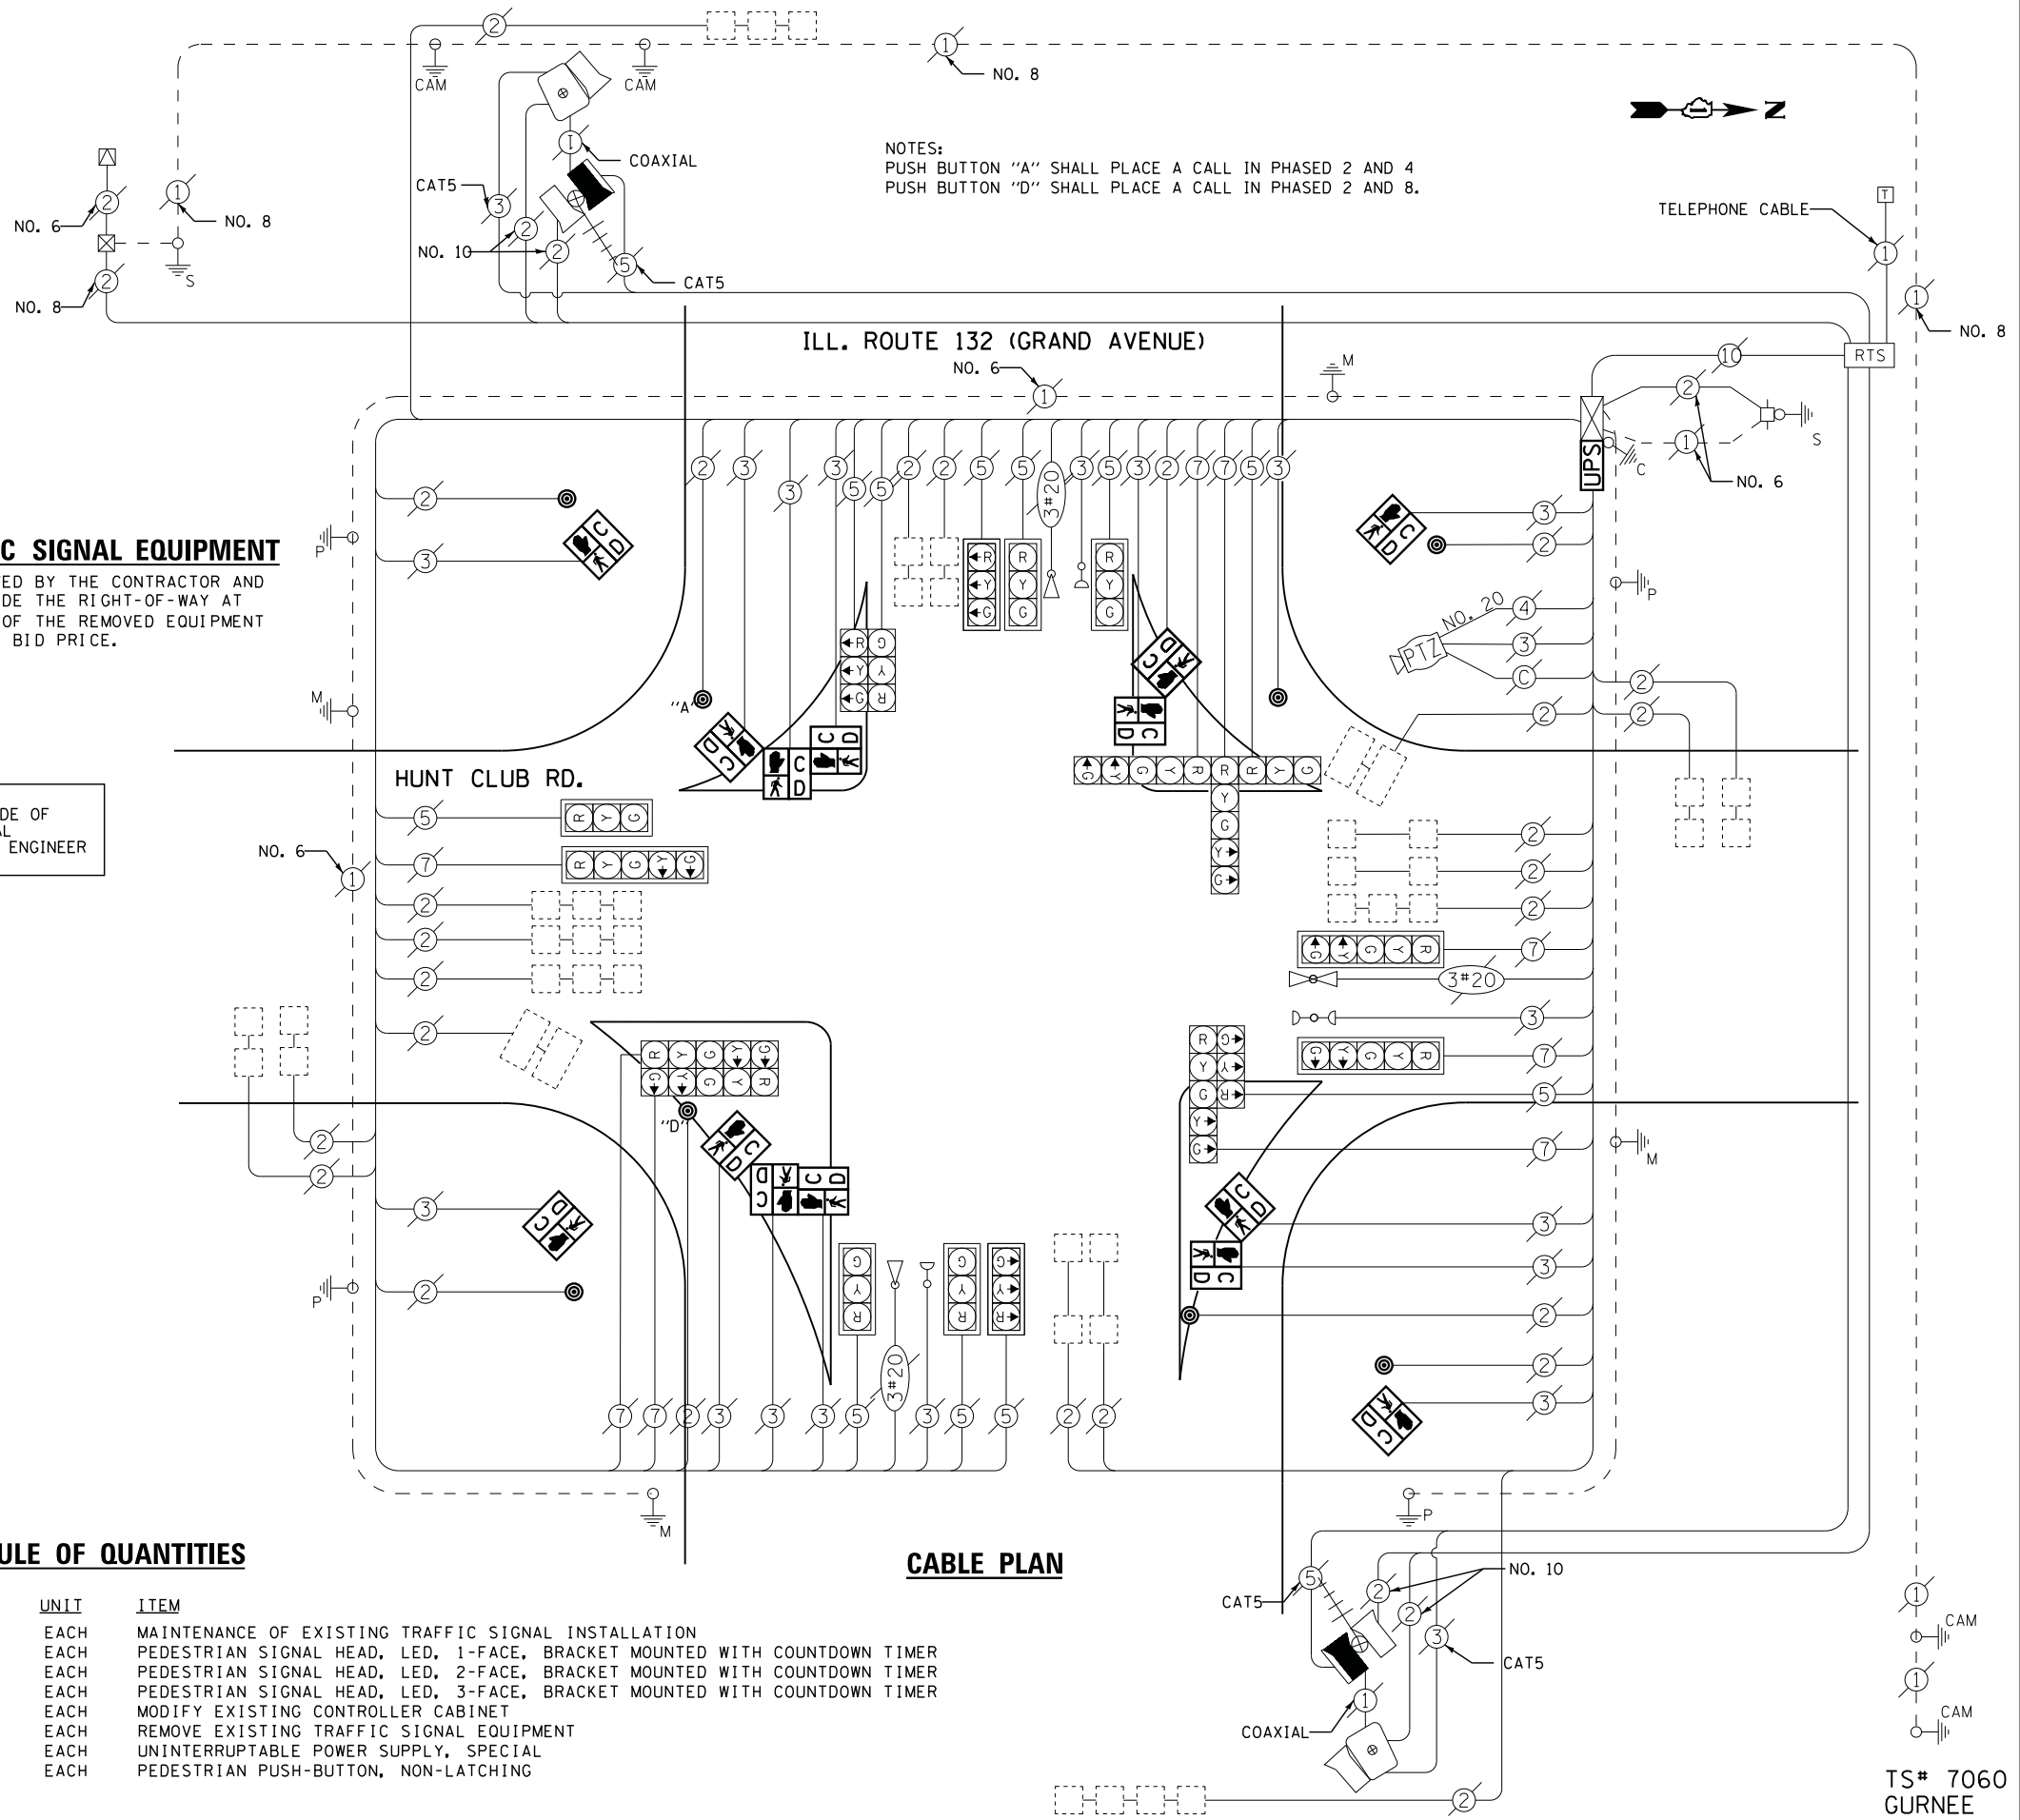 CAM
CAM
NO. 8
COAXIAL
CAT5
NO. 10
CAT5
NO. 6
NO. 8
NO. 8
NOTES:
PUSH BUTTON "A" SHALL PLACE A CALL IN PHASED 2 AND 4
PUSH BUTTON "D" SHALL PLACE A CALL IN PHASED 2 AND 8.
N
TELEPHONE CABLE
T
NO. 8
S
ILL. ROUTE 132 (GRAND AVENUE)
NO. 6
M
RTS
UPS
C
S
NO. 6
C SIGNAL EQUIPMENT
ED BY THE CONTRACTOR AND
DE THE RIGHT-OF-WAY AT
OF THE REMOVED EQUIPMENT
BID PRICE.
P
M
3#20
"A"
NO. 20
PTZ
P
HUNT CLUB RD.
DE OF
AL
ENGINEER
NO. 6
3#20
"D"
P
M
3#20
M
P
CABLE PLAN
ULE OF QUANTITIES
UNIT ITEM
EACH MAINTENANCE OF EXISTING TRAFFIC SIGNAL INSTALLATION
EACH PEDESTRIAN SIGNAL HEAD, LED, 1-FACE, BRACKET MOUNTED WITH COUNTDOWN TIMER
EACH PEDESTRIAN SIGNAL HEAD, LED, 2-FACE, BRACKET MOUNTED WITH COUNTDOWN TIMER
EACH PEDESTRIAN SIGNAL HEAD, LED, 3-FACE, BRACKET MOUNTED WITH COUNTDOWN TIMER
EACH MODIFY EXISTING CONTROLLER CABINET
EACH REMOVE EXISTING TRAFFIC SIGNAL EQUIPMENT
EACH UNINTERRUPTABLE POWER SUPPLY, SPECIAL
EACH PEDESTRIAN PUSH-BUTTON, NON-LATCHING
NO. 10
CAT5
CAT5
COAXIAL
CAM
CAM
TS# 7060
GURNEE